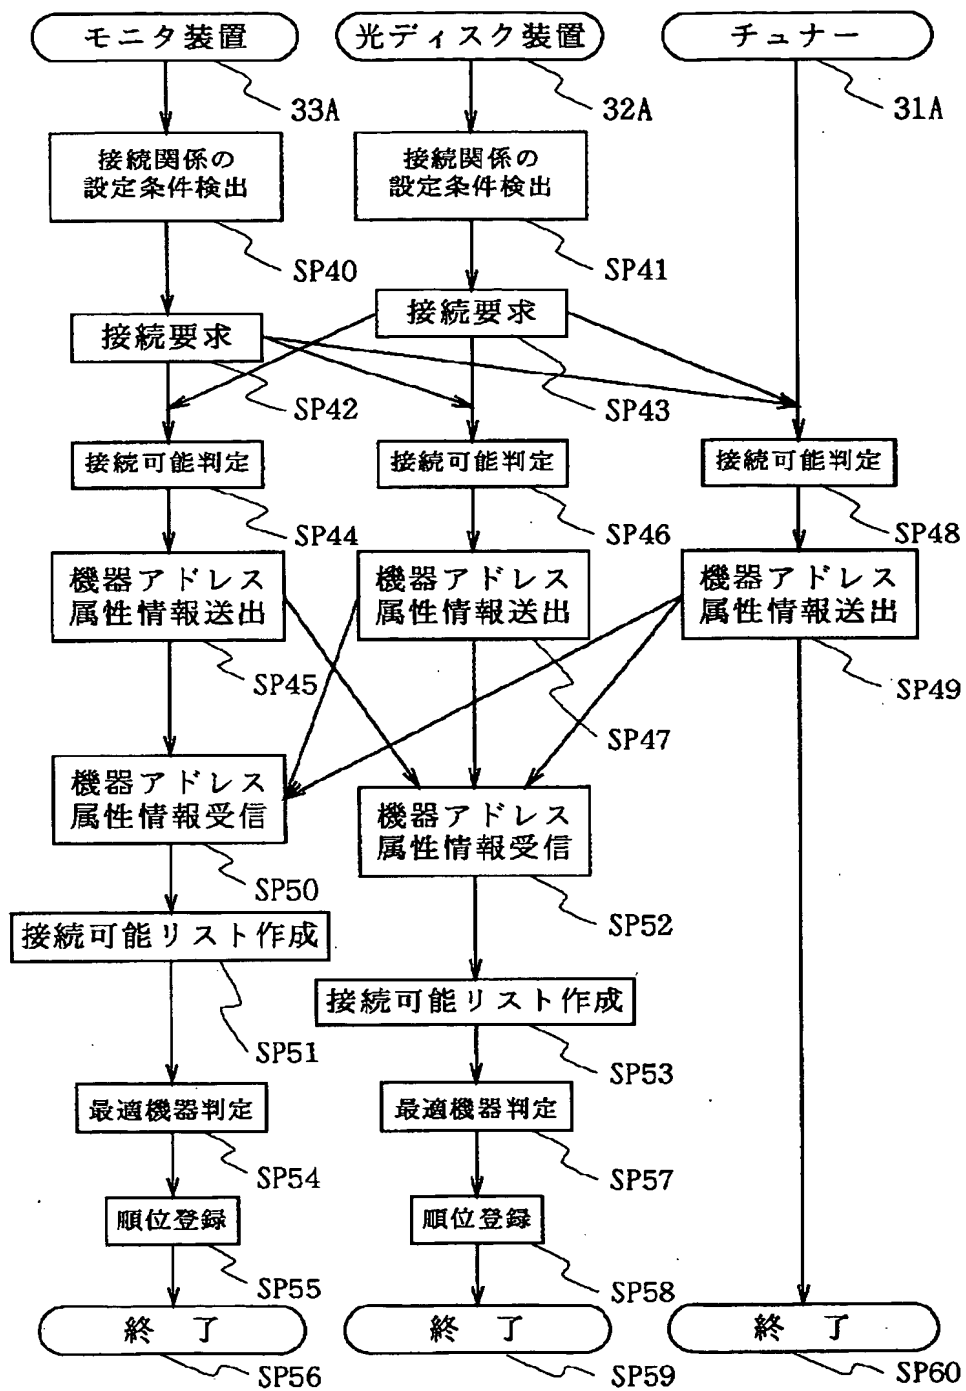 モニタ装置
光ディスク装置
チューナー
33A
32A
31A
接続関係の
設定条件検出
接続関係の
設定条件検出
SP40
SP41
接続要求
接続要求
SP42
SP43
接続可能判定
接続可能判定
接続可能判定
SP44
SP46
SP48
機器アドレス
属性情報送出
機器アドレス
属性情報送出
機器アドレス
属性情報送出
SP45
SP47
SP49
機器アドレス
属性情報受信
機器アドレス
属性情報受信
SP50
SP52
接続可能リスト作成
接続可能リスト作成
SP51
SP53
最適機器判定
最適機器判定
SP54
SP57
順位登録
順位登録
SP55
SP58
終 了
終 了
終 了
SP56
SP59
SP60